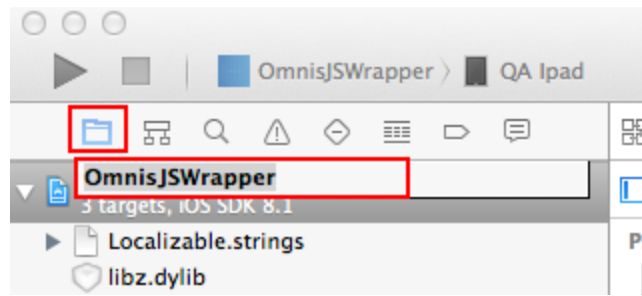 OmnisJSWrapper 〉 QA Ipad
OmnisJSWrapper
3 targets, iOS SDK 8.1
Localizable.strings
P
libz.dylib